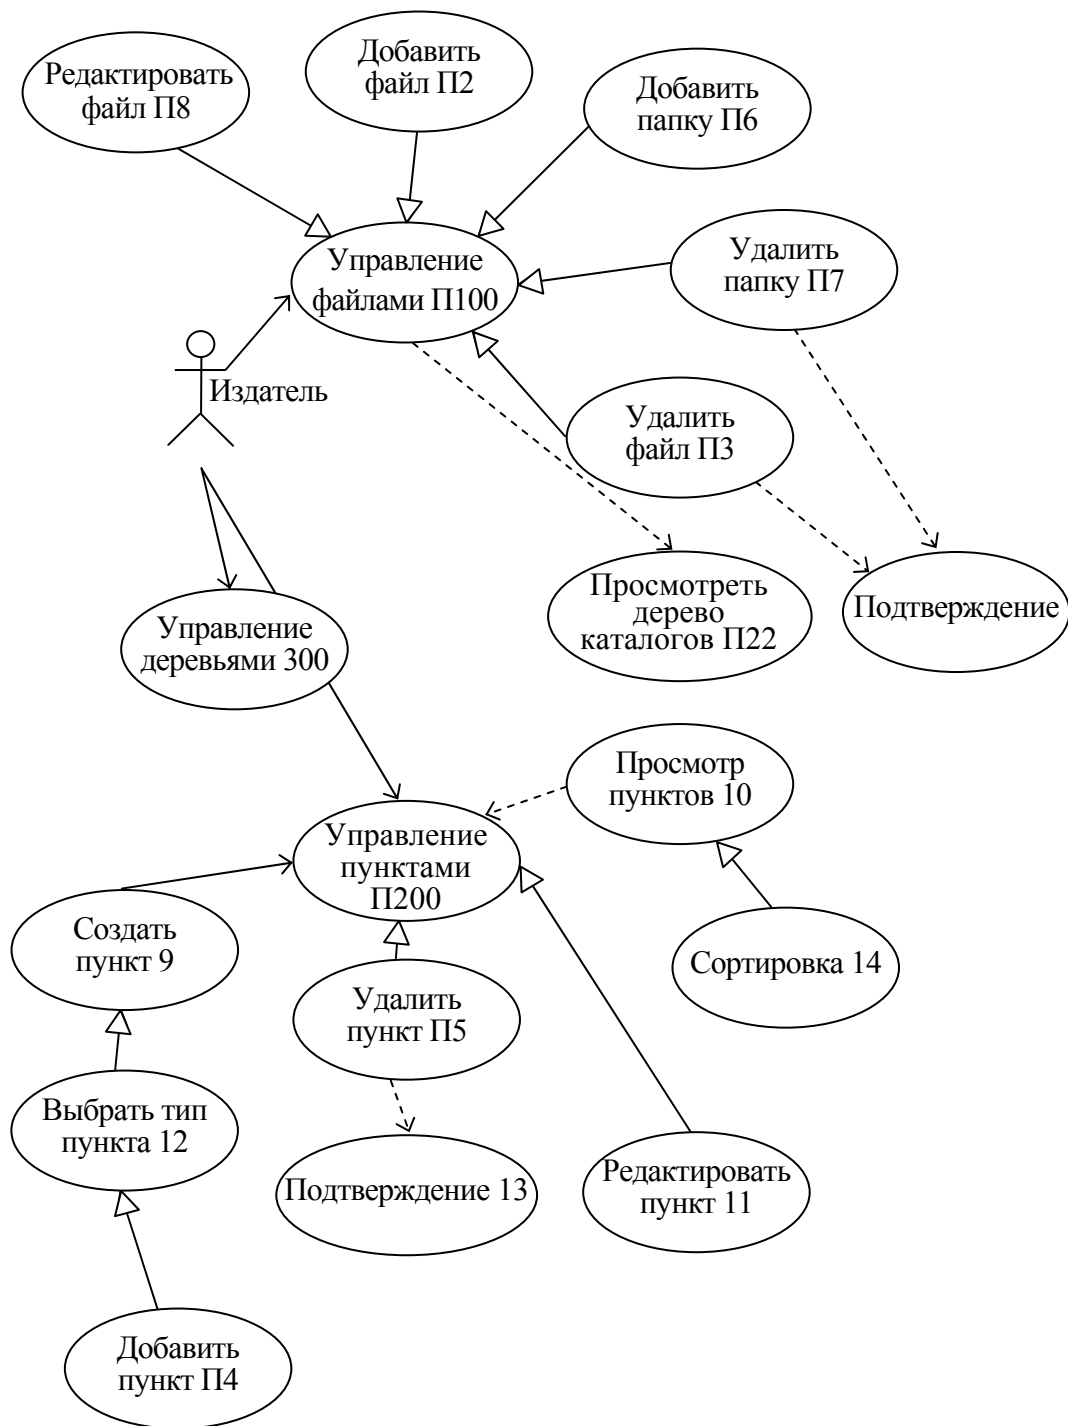 Редактировать
файл П8
Добавить
файл П2
Добавить
папку П6
Управление
файлами П100
Удалить
папку П7
Издатель
Удалить
файл П3
Просмотреть
дерево
каталогов П22
Подтверждение
Управление
деревьями 300
Просмотр
пунктов 10
Управление
пунктами
П200
Создать
пункт 9
Удалить
пункт П5
Сортировка 14
Выбрать тип
пункта 12
Подтверждение 13
Редактировать
пункт 11
Добавить
пункт П4